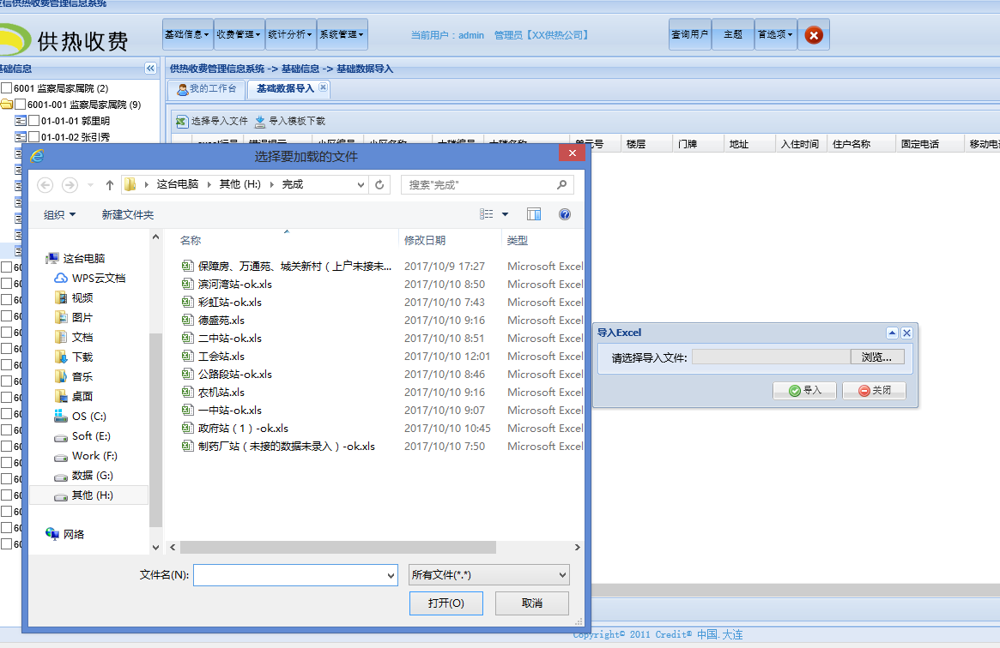 供热收费管理信息系统
供热收费
基础信息 收费管理 统计分析 系统管理 当前用户：admin 管理员【XX供热公司】 查询用户 主题 首选项
基础信息
供热收费管理信息系统 -> 基础信息 -> 基础数据导入
我的工作台 基础数据导入
选择导入文件 导入模板下载
6001 监察局家属院 (2)
6001-001 监察局家属院 (9)
01-01-01 郭里明
01-01-02 张引秀
楼层 门牌 地址 入住时间 住户名称 固定电话 移动电
选择要加载的文件
这台电脑 其他 (H:) 完成
搜索"完成"
组织 新建文件夹
名称 修改日期 类型
这台电脑
WPS云文档
视频
图片
文档
下载
音乐
桌面
OS (C:)
Soft (E:)
Work (F:)
数据 (G:)
其他 (H:)
网络
保障房、万通苑、城关新村（上户未接未... 2017/10/9 17:27 Microsoft Excel
滨河湾站-ok.xls 2017/10/10 8:50 Microsoft Excel
彩虹站-ok.xls 2017/10/10 7:43 Microsoft Excel
德盛苑.xls 2017/10/10 9:16 Microsoft Excel
二中站-ok.xls 2017/10/10 8:51 Microsoft Excel
工会站.xls 2017/10/10 12:01 Microsoft Excel
公路段站-ok.xls 2017/10/10 8:46 Microsoft Excel
农机站.xls 2017/10/10 9:16 Microsoft Excel
一中站-ok.xls 2017/10/10 9:07 Microsoft Excel
政府站（1）-ok.xls 2017/10/10 10:45 Microsoft Excel
制药厂站（未接的数据未录入）-ok.xls 2017/10/10 7:50 Microsoft Excel
文件名(N): 所有文件(*.*)
打开(O) 取消
导入Excel
请选择导入文件: 浏览...
导入 关闭
Copyright© 2011 Credit® 中国.大连